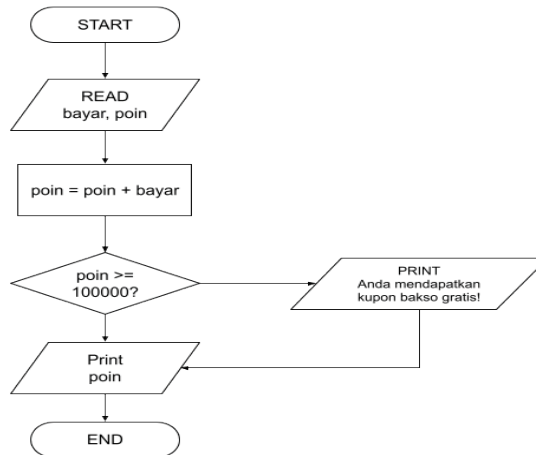 START
READ
bayar, poin
poin = poin + bayar
poin >=
100000?
PRINT
Anda mendapatkan
kupon bakso gratis!
Print
poin
END